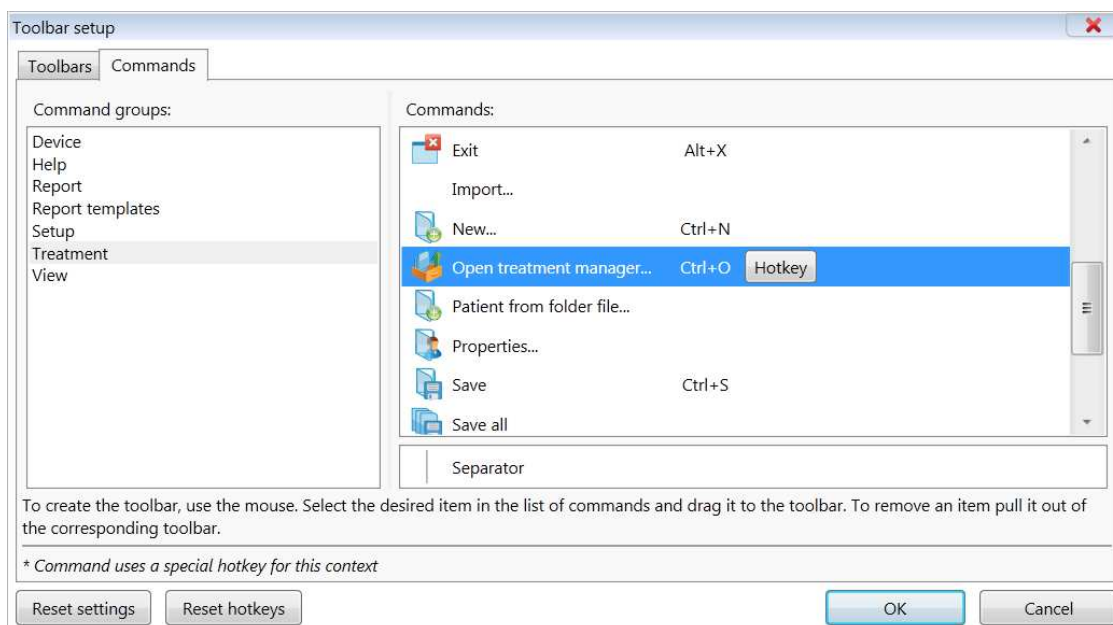 Toolbar setup
Toolbars Commands
Command groups:
Device
Help
Report
Report templates
Setup
Treatment
View
Commands:
Exit Alt+X
Import...
New... Ctrl+N
Open treatment manager... Ctrl+O Hotkey
Patient from folder file...
Properties...
Save Ctrl+S
Save all
Separator
To create the toolbar, use the mouse. Select the desired item in the list of commands and drag it to the toolbar. To remove an item pull it out of
the corresponding toolbar.
* Command uses a special hotkey for this context
Reset settings Reset hotkeys OK Cancel